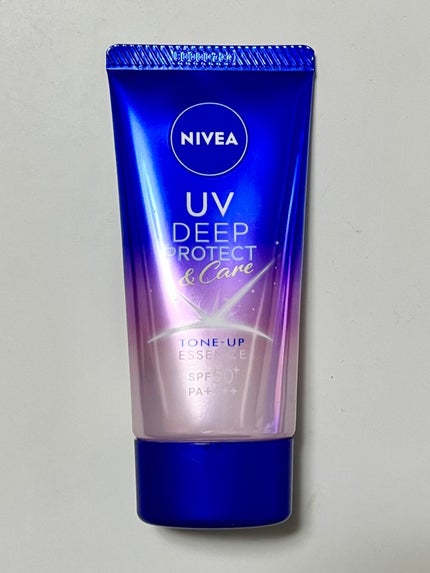 NIVEA
UV
DEEP
PROTECT
& Care
TONE-UP
ESSENCE
SPF50+
PA++++